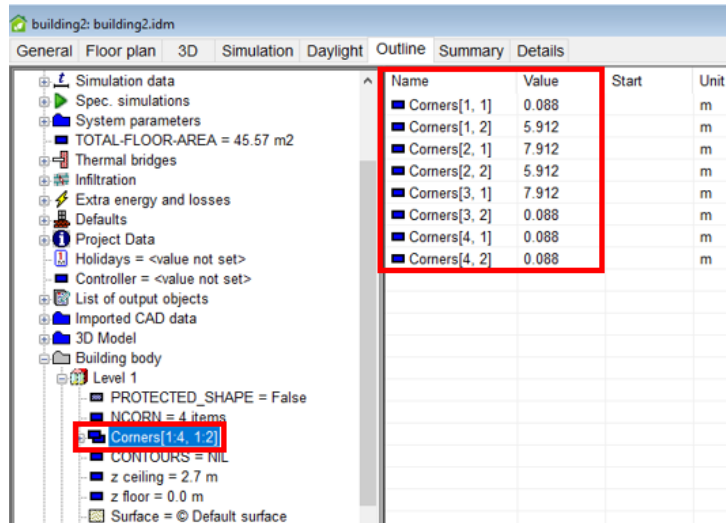 building2: building2.idm
General Floor plan 3D Simulation Daylight Outline Summary Details
Simulation data
Spec. simulations
System parameters
TOTAL-FLOOR-AREA = 45.57 m2
Thermal bridges
Infiltration
Extra energy and losses
Defaults
Project Data
Holidays = <value not set>
Controller = <value not set>
List of output objects
Imported CAD data
3D Model
Building body
Level 1
PROTECTED_SHAPE = False
NCORN = 4 items
Corners[1:4, 1:2]
CONTOURS = NIL
z ceiling = 2.7 m
z floor = 0.0 m
Surface = © Default surface
Name Value Start Unit
Corners[1, 1] 0.088 m
Corners[1, 2] 5.912 m
Corners[2, 1] 7.912 m
Corners[2, 2] 5.912 m
Corners[3, 1] 7.912 m
Corners[3, 2] 0.088 m
Corners[4, 1] 0.088 m
Corners[4, 2] 0.088 m